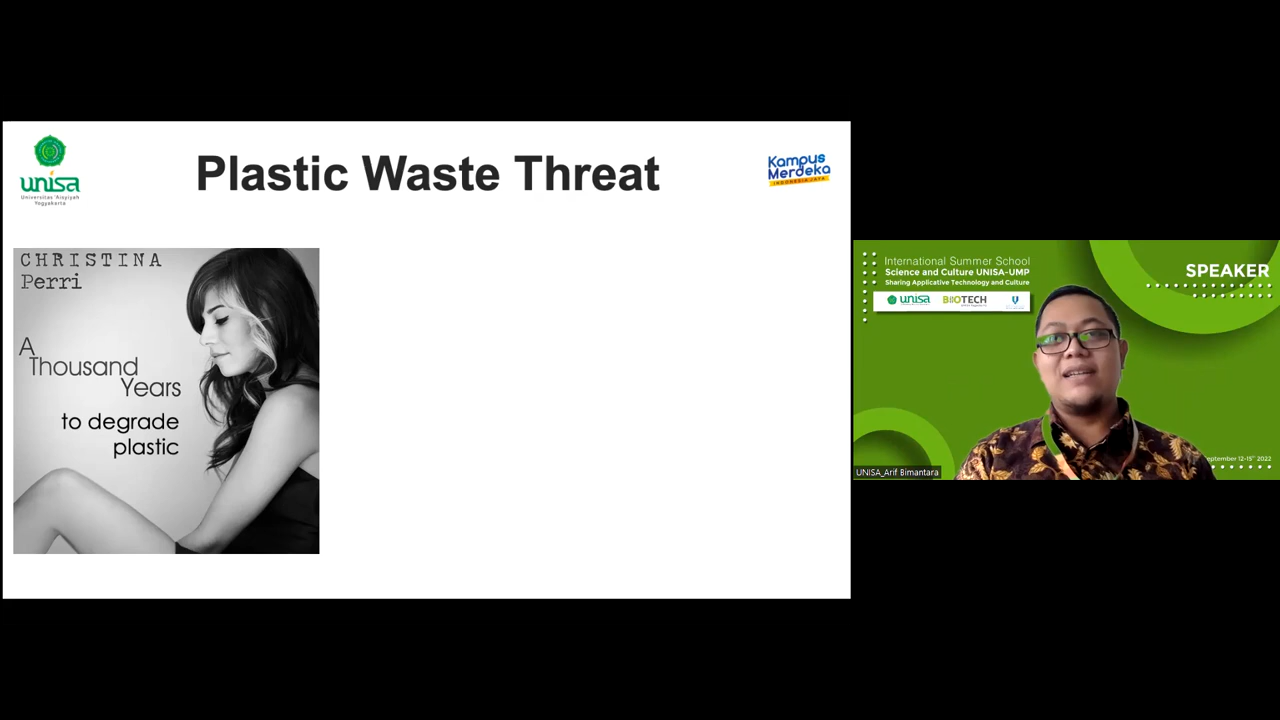 Plastic Waste Threat
unisa
Universitas 'Aisyiyah
Yogyakarta
Kampus
Merdeka
INDONESIA JAYA
CHRISTINA
Perri
A
Thousand
Years
to degrade
plastic
International Summer School
Science and Culture UNISA-UMP
Sharing Applicative Technology and Culture
unisa
BIOTECH
SPEAKER
September 12-15th 2022
UNISA_Arif Bimantara